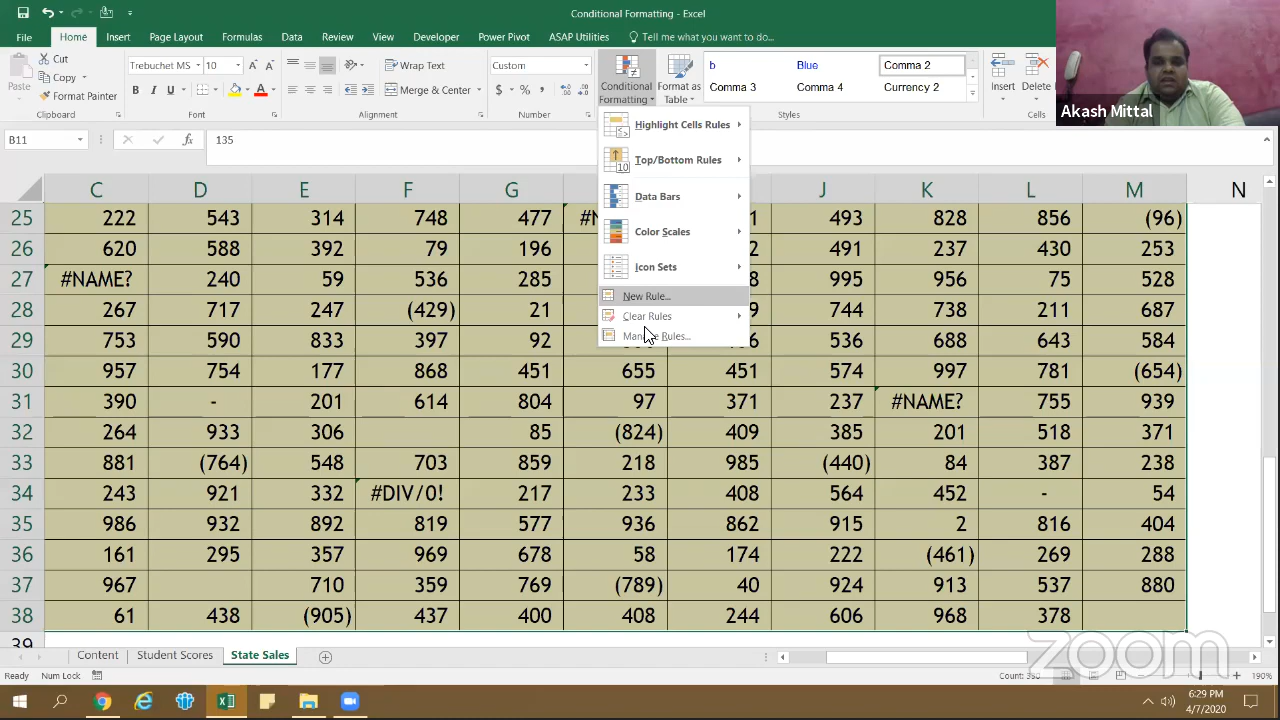 Conditional Formatting - Excel
File Home Insert Page Layout Formulas Data Review View Developer Power Pivot ASAP Utilities Tell me what you want to do...
Cut
Copy
Format Painter
Paste
Clipboard
Trebuchet MS 10
B I U
Font
Wrap Text
Merge & Center
Alignment
Custom
$ % ,
Number
Conditional
Formatting
Format as
Table
b Blue Comma 2
Comma 3 Comma 4 Currency 2
Styles
Insert Delete
Cells
Akash Mittal
Highlight Cells Rules
Top/Bottom Rules
Data Bars
Color Scales
Icon Sets
New Rule...
Clear Rules
Manage Rules...
B11 fx 135
C D E F G J K L M N
25 222 543 314 748 477 #N 1 493 828 856 (96)
26 620 588 392 79 196 2 491 237 430 253
27 #NAME? 240 59 536 285 8 995 956 75 528
28 267 717 247 (429) 21 9 744 738 211 687
29 753 590 833 397 92 536 688 643 584
30 957 754 177 868 451 655 451 574 997 781 (654)
31 390 - 201 614 804 97 371 237 #NAME? 755 939
32 264 933 306 85 (824) 409 385 201 518 371
33 881 (764) 548 703 859 218 985 (440) 84 387 238
34 243 921 332 #DIV/0! 217 233 408 564 452 - 54
35 986 932 892 819 577 936 862 915 2 816 404
36 161 295 357 969 678 58 174 222 (461) 269 288
37 967 710 359 769 (789) 40 924 913 537 880
38 61 438 (905) 437 400 408 244 606 968 378
39
Content Student Scores State Sales
zoom
Ready Num Lock 190%
6:29 PM
4/7/2020